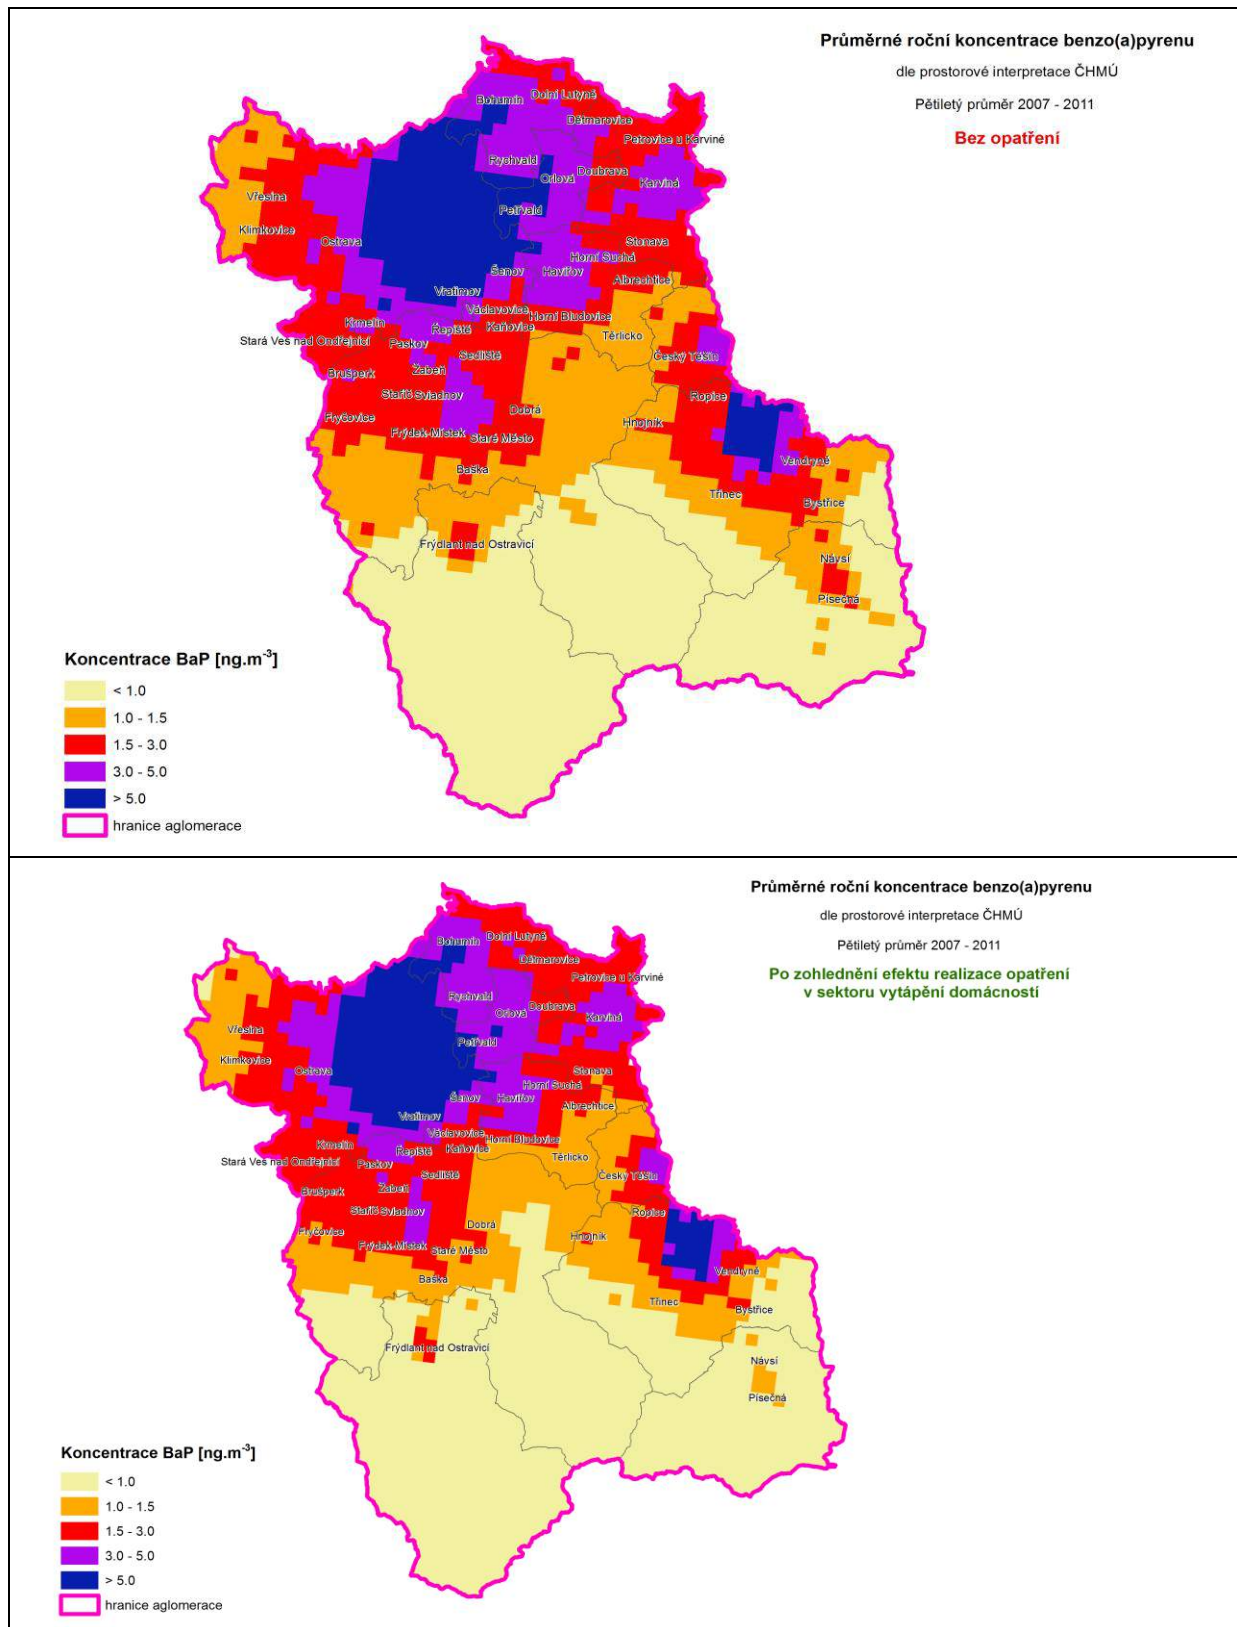 Průměrné roční koncentrace benzo(a)pyrenu
dle prostorové interpretace ČHMÚ
Pětiletý průměr 2007 - 2011
Bez opatření
Bohumín
Dolní Lutyně
Dětmarovice
Petrovice u Karviné
Rychvald
Orlová
Doubrava
Karviná
Vřesina
Petřvald
Klimkovice
Ostrava
Stonava
Horní Suchá
Šenov
Havířov
Albrechtice
Vratimov
Václavovice
Horní Bludovice
Krmelín
Řepiště
Kaňovice
Těrlicko
Stará Ves nad Ondřejnicí
Paskov
Sedliště
Český Těšín
Brušperk
Žabeň
Staříč
Sviadnov
Ropice
Fryčovice
Dobrá
Hnojník
Frýdek-Místek
Staré Město
Vendryně
Baška
Třinec
Bystřice
Frýdlant nad Ostravicí
Návsí
Písečná
Koncentrace BaP [ng.m-3]
< 1.0
1.0 - 1.5
1.5 - 3.0
3.0 - 5.0
> 5.0
hranice aglomerace
Průměrné roční koncentrace benzo(a)pyrenu
dle prostorové interpretace ČHMÚ
Pětiletý průměr 2007 - 2011
Po zohlednění efektu realizace opatření
v sektoru vytápění domácností
Bohumín
Dolní Lutyně
Dětmarovice
Petrovice u Karviné
Rychvald
Orlová
Doubrava
Karviná
Vřesina
Petřvald
Klimkovice
Ostrava
Stonava
Horní Suchá
Šenov
Havířov
Albrechtice
Vratimov
Václavovice
Horní Bludovice
Krmelín
Řepiště
Kaňovice
Těrlicko
Stará Ves nad Ondřejnicí
Paskov
Sedliště
Český Těšín
Brušperk
Žabeň
Staříč
Sviadnov
Ropice
Fryčovice
Dobrá
Hnojník
Frýdek-Místek
Staré Město
Vendryně
Baška
Třinec
Bystřice
Frýdlant nad Ostravicí
Návsí
Písečná
Koncentrace BaP [ng.m-3]
< 1.0
1.0 - 1.5
1.5 - 3.0
3.0 - 5.0
> 5.0
hranice aglomerace